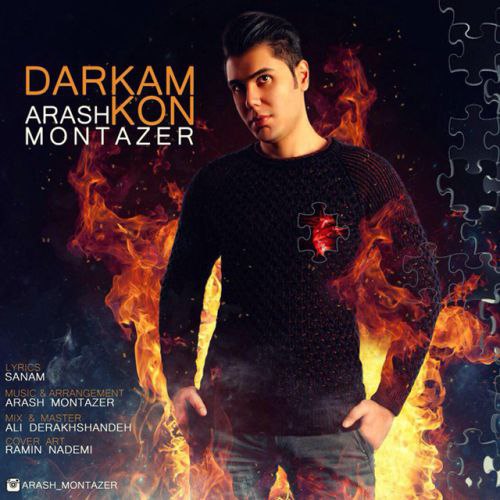 DARKAM
KON
ARASH
MONTAZER
LYRICS
SANAM
MUSIC & ARRANGEMENT
ARASH MONTAZER
MIX & MASTER
ALI DERAKHSHANDEH
COVER ART
RAMIN NADEMI
ARASH_MONTAZER